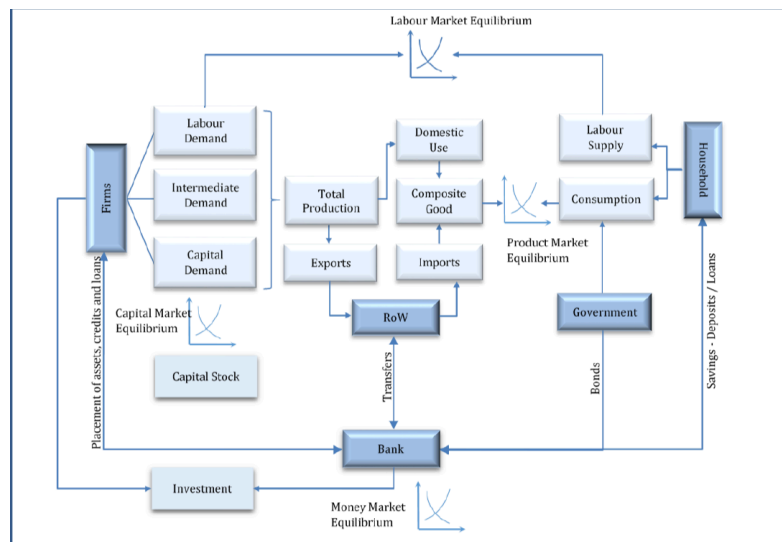 Labour Market Equilibrium
Labour
Demand
Domestic
Use
Labour
Supply
Household
Firms
Intermediate
Demand
Total
Production
Composite
Good
Consumption
Product Market
Equilibrium
Capital
Demand
Exports
Imports
Capital Market
Equilibrium
RoW
Government
Placement of assets, credits and loans
Capital Stock
Transfers
Bonds
Savings - Deposits / Loans
Bank
Investment
Money Market
Equilibrium